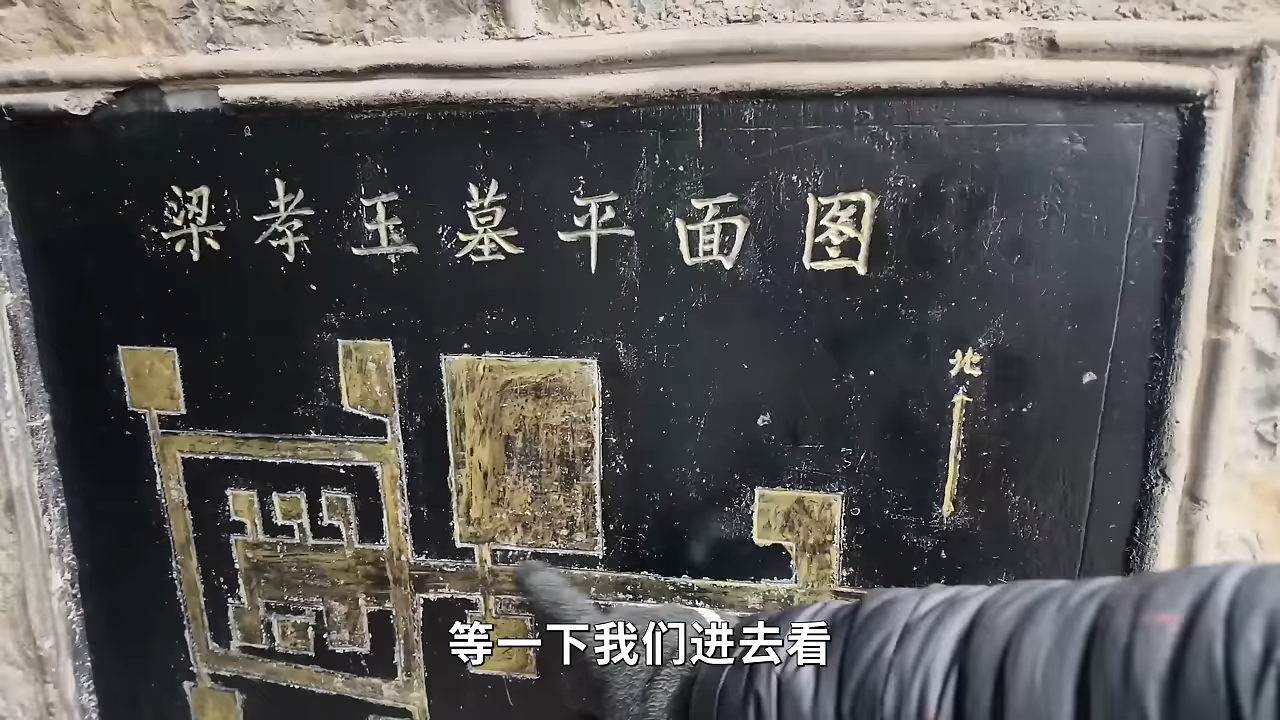 梁孝王墓平面图
北
等一下我们进去看